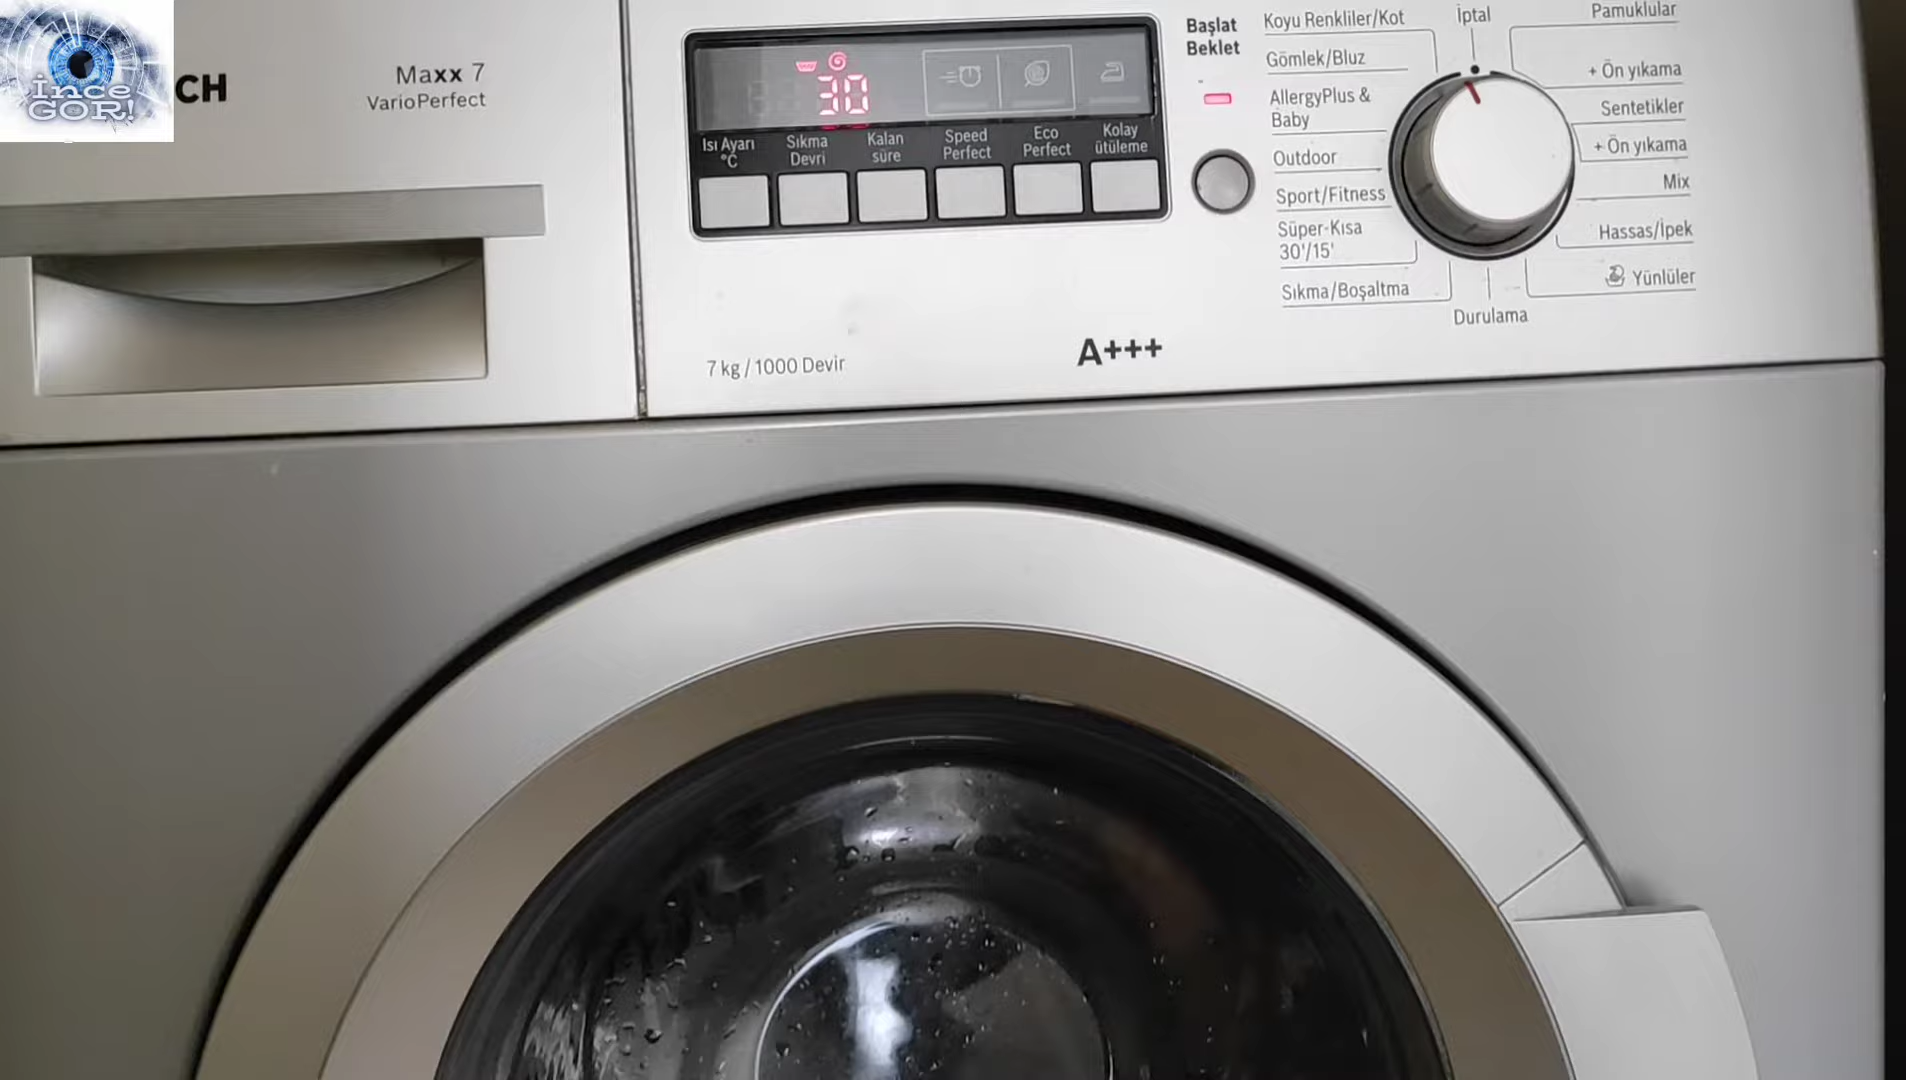 İnce
GÖR!
CH
Maxx 7
VarioPerfect
30
Isı Ayarı
°C
Sıkma
Devri
Kalan
süre
Speed
Perfect
Eco
Perfect
Kolay
ütüleme
Başlat
Beklet
Koyu Renkliler/Kot
Gömlek/Bluz
AllergyPlus &
Baby
Outdoor
Sport/Fitness
Süper-Kısa
30'/15'
Sıkma/Boşaltma
İptal
Pamuklular
+ Ön yıkama
Sentetikler
+ Ön yıkama
Mix
Hassas/İpek
Yünlüler
Durulama
7 kg / 1000 Devir
A+++